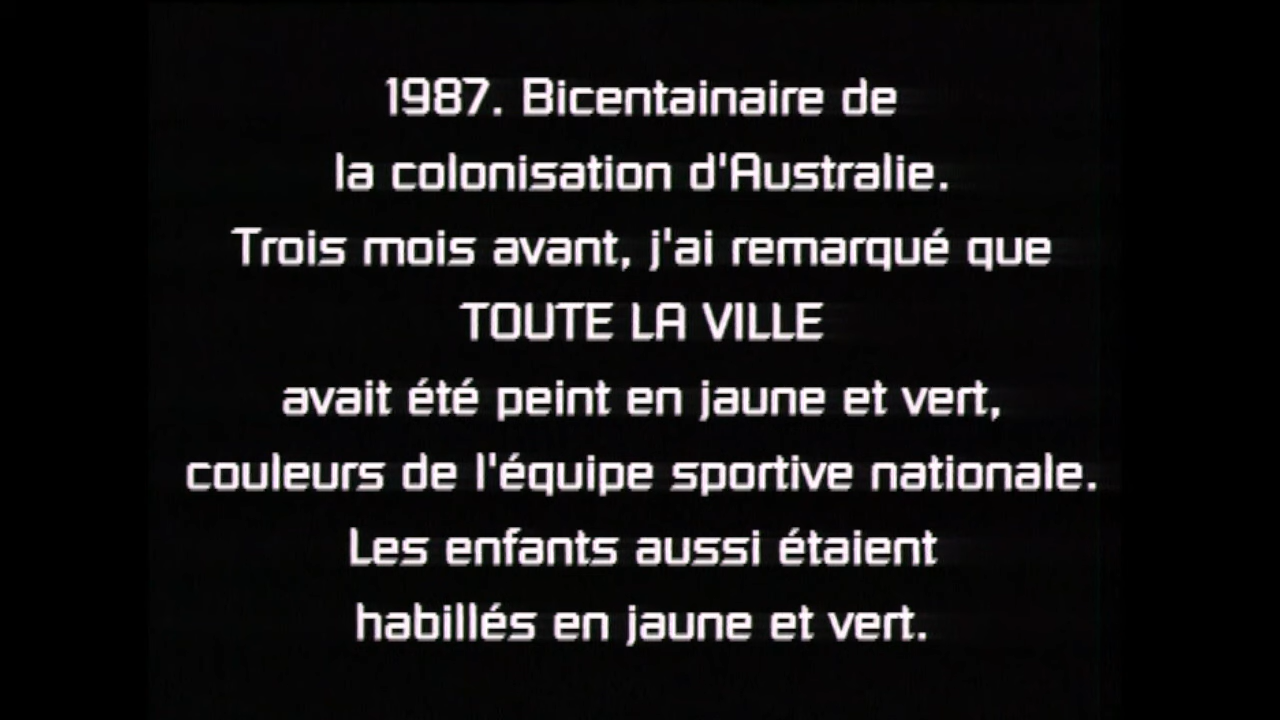 1987. Bicentainaire de
la colonisation d'Australie.
Trois mois avant, j'ai remarqué que
TOUTE LA VILLE
avait été peint en jaune et vert,
couleurs de l'équipe sportive nationale.
Les enfants aussi étaient
habillés en jaune et vert.